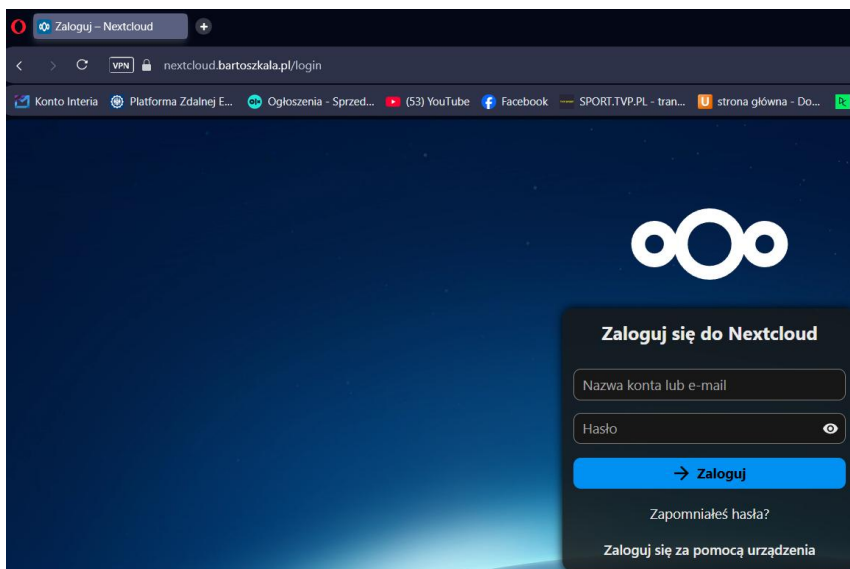 Zaloguj – Nextcloud
VPN nextcloud.bartoszkala.pl/login
Konto Interia Platforma Zdalnej E... Ogłoszenia - Sprzed... (53) YouTube Facebook SPORT.TVP.PL - tran... strona główna - Do...
Zaloguj się do Nextcloud
Nazwa konta lub e-mail
Hasło
Zaloguj
Zapomniałeś hasła?
Zaloguj się za pomocą urządzenia